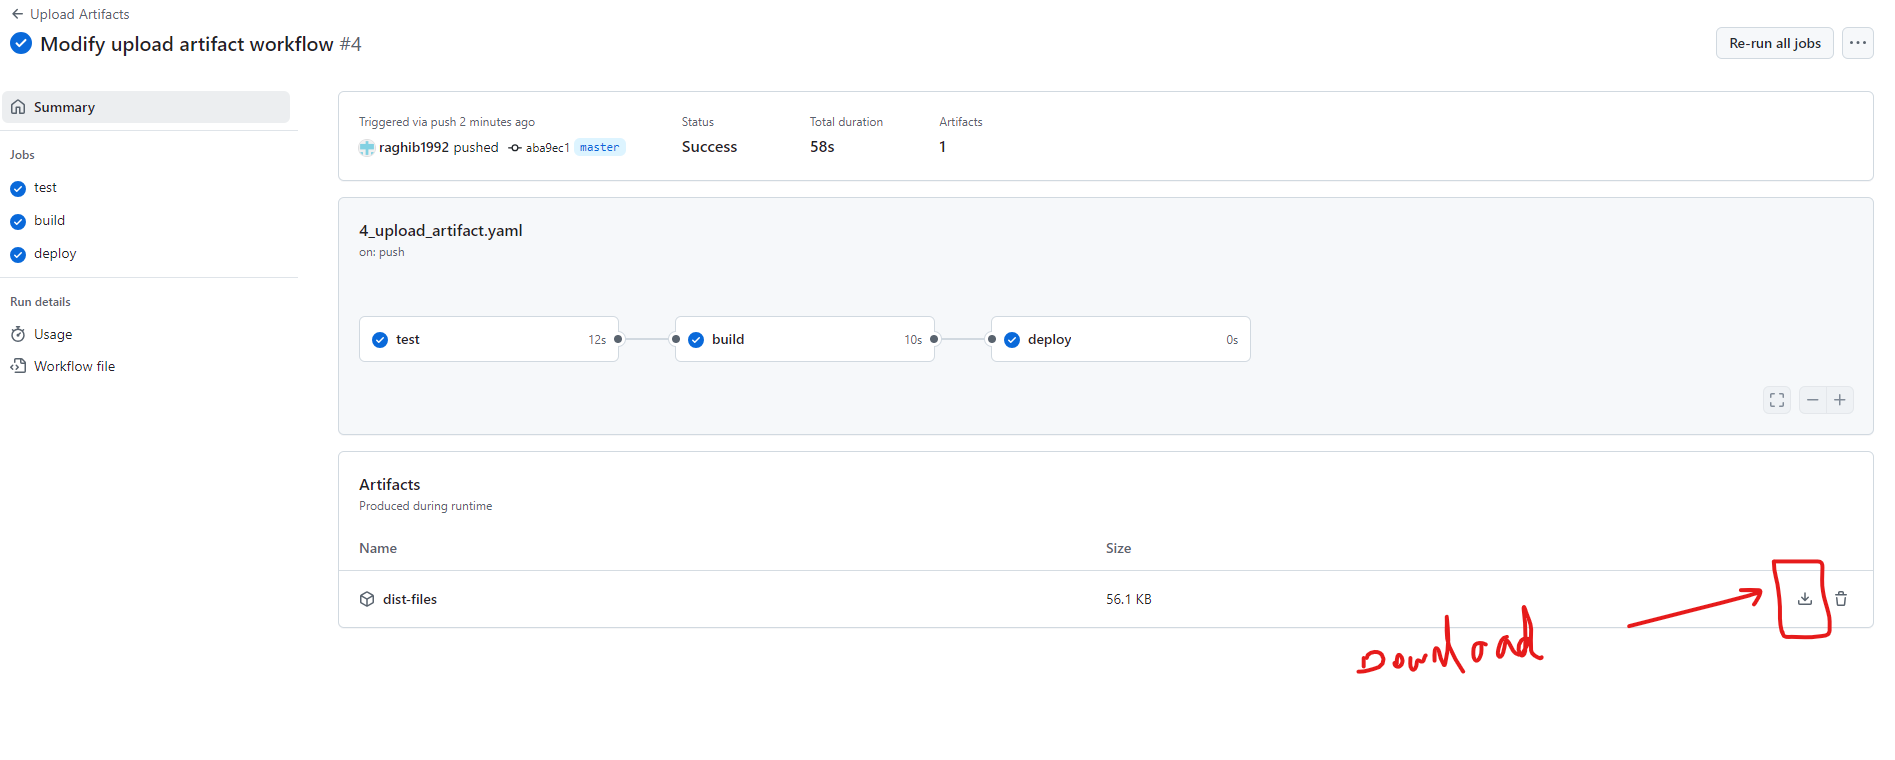 Upload Artifacts
Modify upload artifact workflow #4
Re-run all jobs
Summary
Jobs
test
build
deploy
Run details
Usage
Workflow file
Triggered via push 2 minutes ago
raghib1992 pushed aba9ec1 master
Status
Success
Total duration
58s
Artifacts
1
4_upload_artifact.yaml
on: push
test 12s
build 10s
deploy 0s
Artifacts
Produced during runtime
Name Size
dist-files 56.1 KB
Download